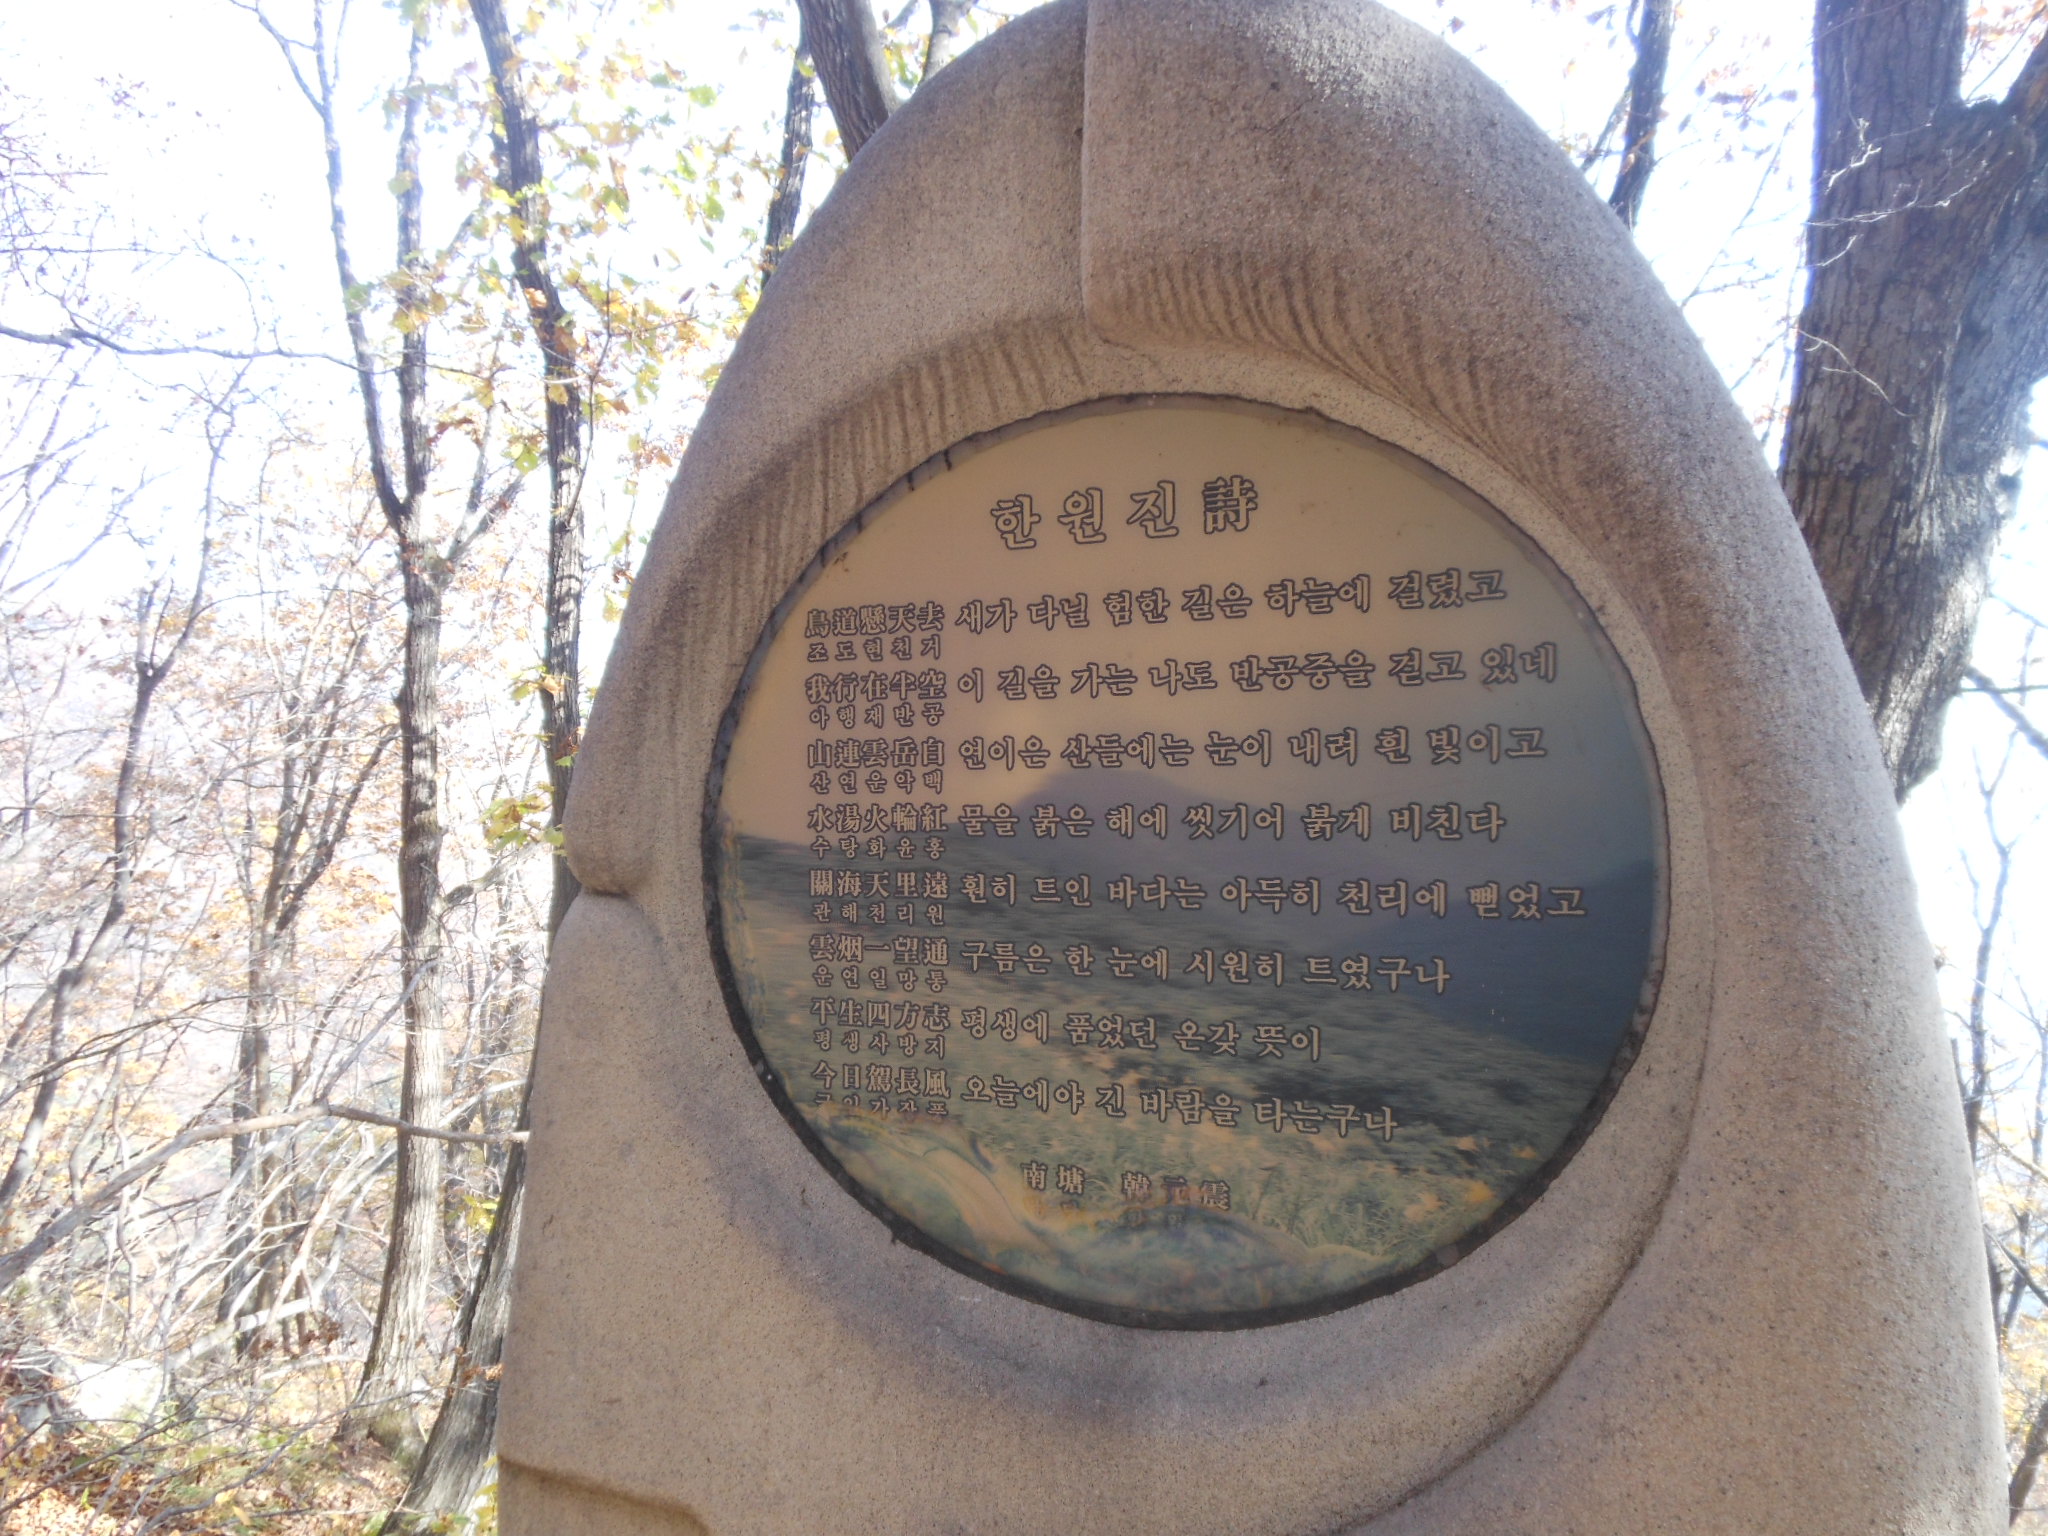 한원진 詩
鳥道懸天去 새가 다닐 험한 길은 하늘에 걸렸고
조도현천거
我行在半空 이 길을 가는 나도 반공중을 걷고 있네
아행재반공
山連雲岳白 연이은 산들에는 눈이 내려 흰 빛이고
산연운악백
水湯火輪紅 물을 붉은 해에 씻기어 붉게 비친다
수탕화윤홍
關海天里遠 훤히 트인 바다는 아득히 천리에 뻗었고
관해천리원
雲烟一望通 구름은 한 눈에 시원히 트였구나
운연일망통
平生四方志 평생에 품었던 온갖 뜻이
평생사방지
今日駕長風 오늘에야 긴 바람을 타는구나
금일가장풍
南塘 韓元震